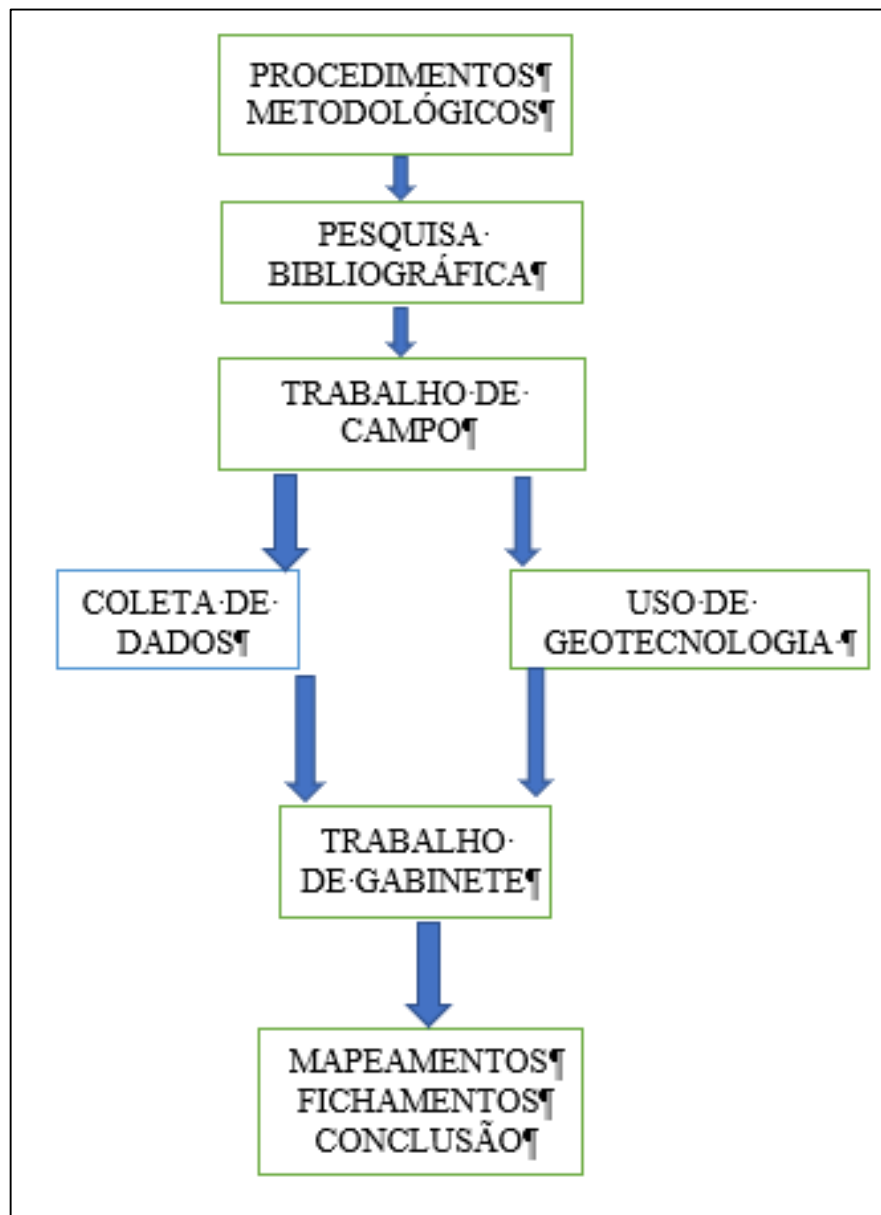 PROCEDIMENTOS¶
METODOLÓGICOS¶
PESQUISA·
BIBLIOGRÁFICA¶
TRABALHO·DE·
CAMPO¶
COLETA·DE·
DADOS¶
USO·DE·
GEOTECNOLOGIA·¶
TRABALHO·
DE·GABINETE¶
MAPEAMENTOS¶
FICHAMENTOS¶
CONCLUSÃO¶